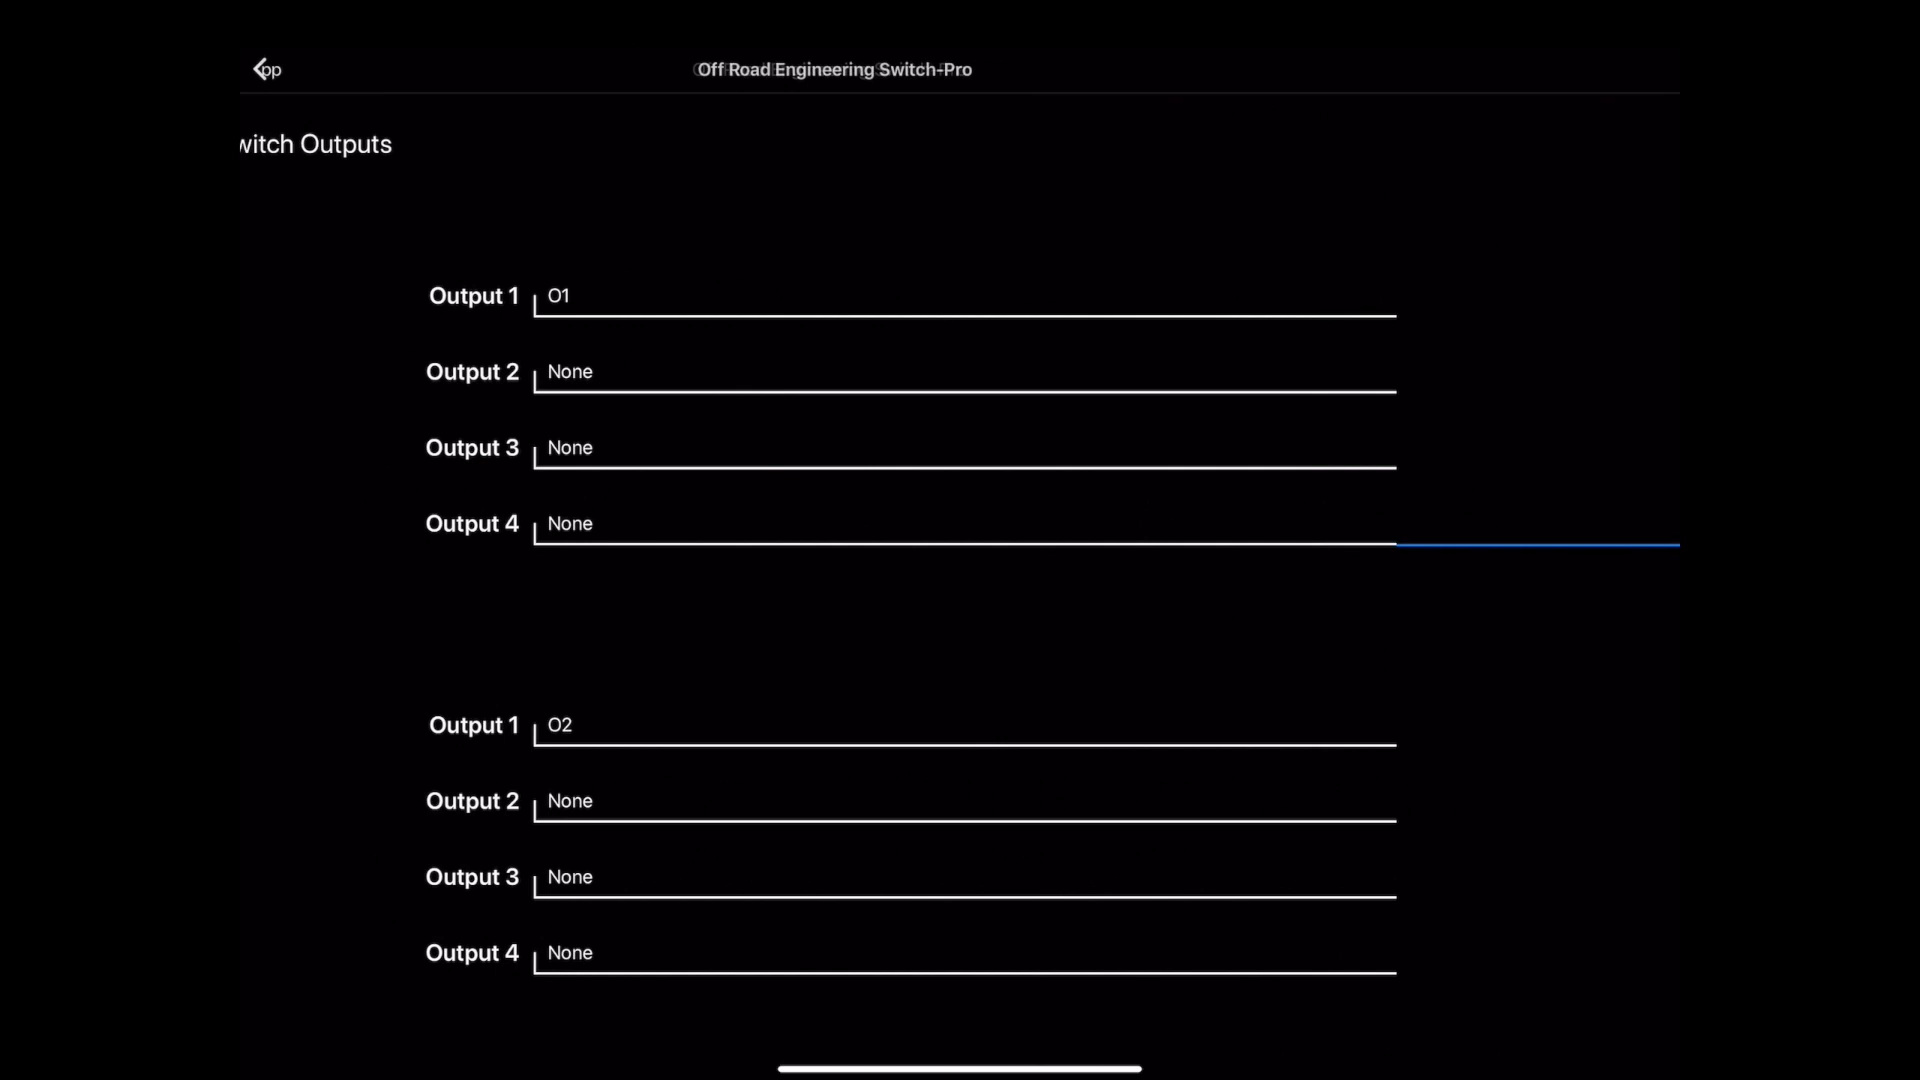 pp
Off Road Engineering Switch-Pro
witch Outputs
Output 1 O1
Output 2 None
Output 3 None
Output 4 None
Output 1 O2
Output 2 None
Output 3 None
Output 4 None